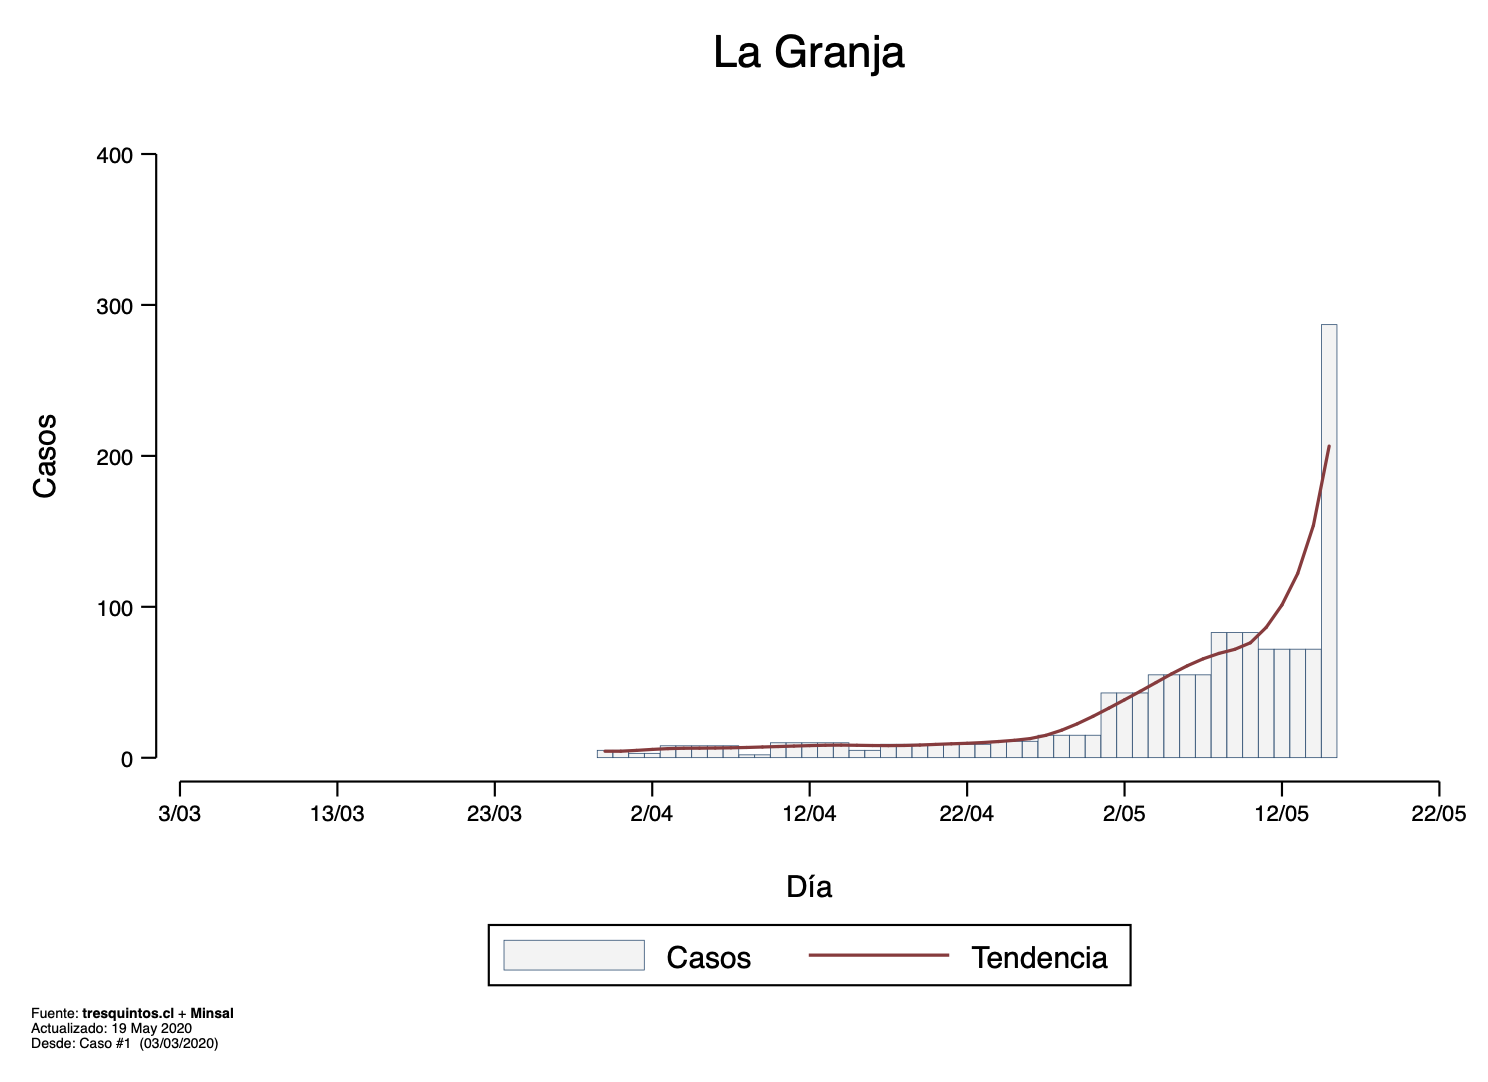 La Granja
400
300
200
100
0
Casos
3/03 13/03 23/03 2/04 12/04 22/04 2/05 12/05 22/05
Día
Casos Tendencia
Fuente: tresquintos.cl + Minsal
Actualizado: 19 May 2020
Desde: Caso #1 (03/03/2020)